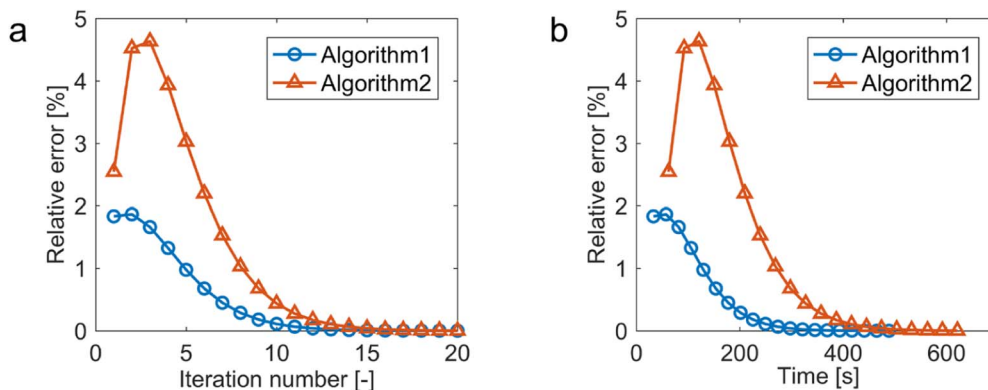 a
5
4
3
2
1
0
Relative error [%]
Algorithm1
Algorithm2
0
5
10
15
20
Iteration number [-]
b
5
4
3
2
1
0
Relative error [%]
Algorithm1
Algorithm2
0
200
400
600
Time [s]